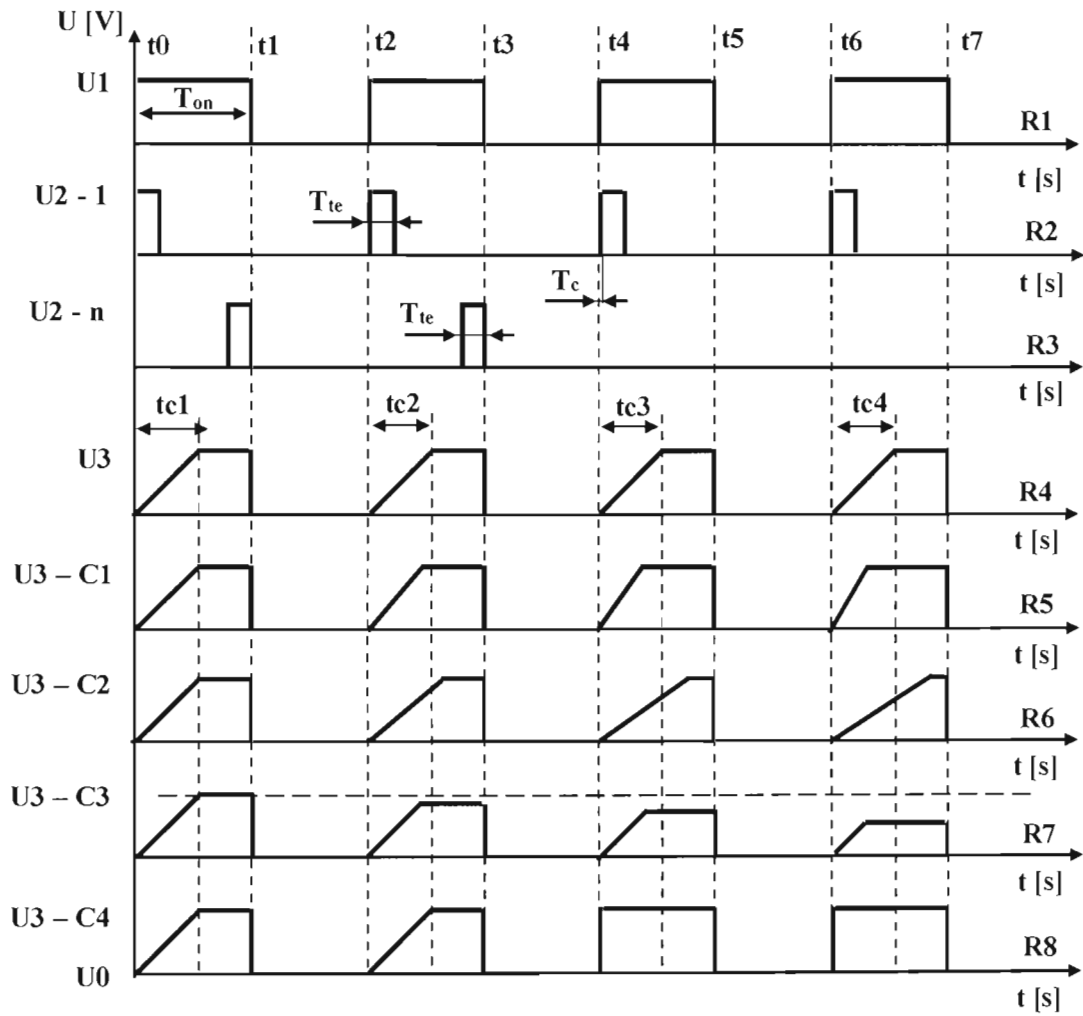 U [V]
t0 t1 t2 t3 t4 t5 t6 t7
U1
Ton
R1
t [s]
U2 - 1
Tte
R2
t [s]
U2 - n
Tte
Tc
R3
t [s]
tc1 tc2 tc3 tc4
U3
R4
t [s]
U3 – C1
R5
t [s]
U3 – C2
R6
t [s]
U3 – C3
R7
t [s]
U3 – C4
R8
U0
t [s]